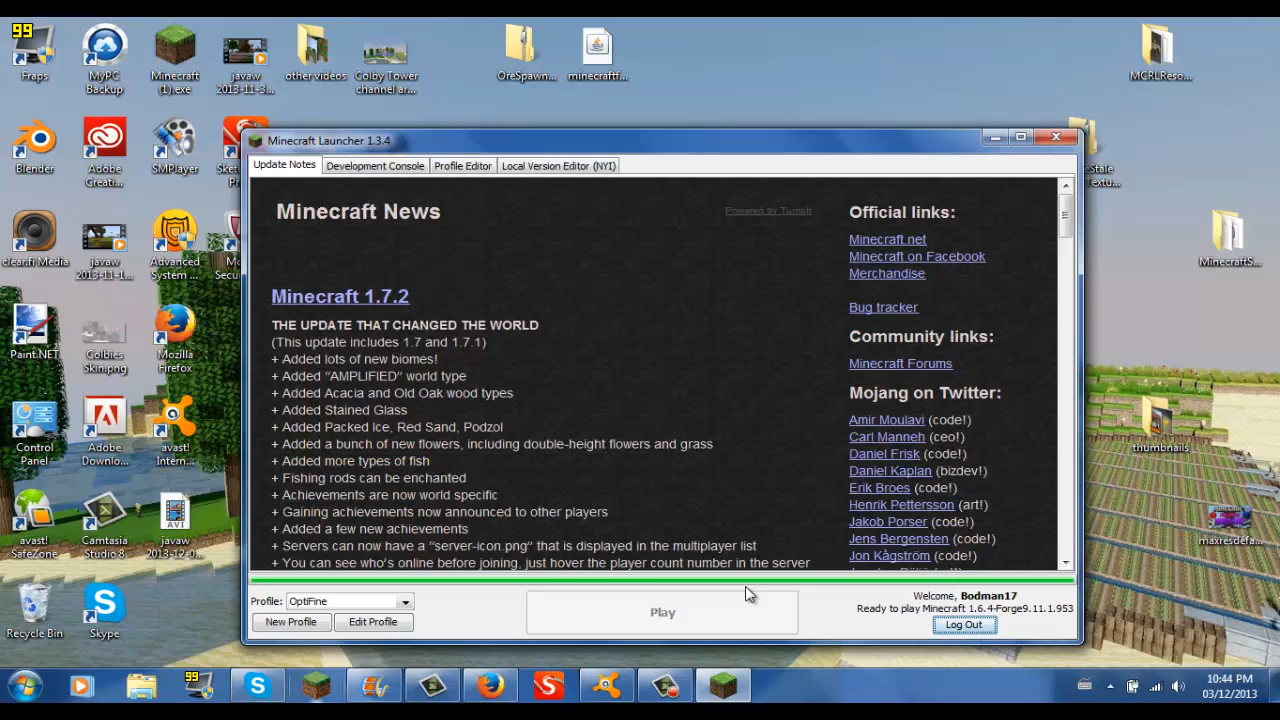 99
Fraps
MyPC
Backup
Minecraft
(1).exe
javaw
2013-11-3...
other videos
Colby Tower
channel ar...
OreSpawn...
minecraftf...
MCRLReso...
Blender
Adobe
Creati...
SMPlayer
clear.fi Media
javaw
2013-11-1...
Advanced
System ...
Paint.NET
Colbies
Skin.png
Mozilla
Firefox
Control
Panel
Adobe
Downlo...
avast!
Intern...
avast!
SafeZone
Camtasia
Studio 8
javaw
2013-12-0...
Recycle Bin
Skype
MinecraftS...
thumbnails
maxresdefa...
Minecraft Launcher 1.3.4
Update Notes
Development Console
Profile Editor
Local Version Editor (NYI)
Minecraft News
Powered by Tumblr
Minecraft 1.7.2
THE UPDATE THAT CHANGED THE WORLD
(This update includes 1.7 and 1.7.1)
+ Added lots of new biomes!
+ Added “AMPLIFIED” world type
+ Added Acacia and Old Oak wood types
+ Added Stained Glass
+ Added Packed Ice, Red Sand, Podzol
+ Added a bunch of new flowers, including double-height flowers and grass
+ Added more types of fish
+ Fishing rods can be enchanted
+ Achievements are now world specific
+ Gaining achievements now announced to other players
+ Added a few new achievements
+ Servers can now have a “server-icon.png” that is displayed in the multiplayer list
+ You can see who’s online before joining, just hover the player count number in the server
Official links:
Minecraft.net
Minecraft on Facebook
Merchandise
Bug tracker
Community links:
Minecraft Forums
Mojang on Twitter:
Amir Moulavi (code!)
Carl Manneh (ceo!)
Daniel Frisk (code!)
Daniel Kaplan (bizdev!)
Erik Broes (code!)
Henrik Pettersson (art!)
Jakob Porser (code!)
Jens Bergensten (code!)
Jon Kågström (code!)
Profile:
OptiFine
New Profile
Edit Profile
Play
Welcome, Bodman17
Ready to play Minecraft 1.6.4-Forge9.11.1.953
Log Out
99
10:44 PM
03/12/2013